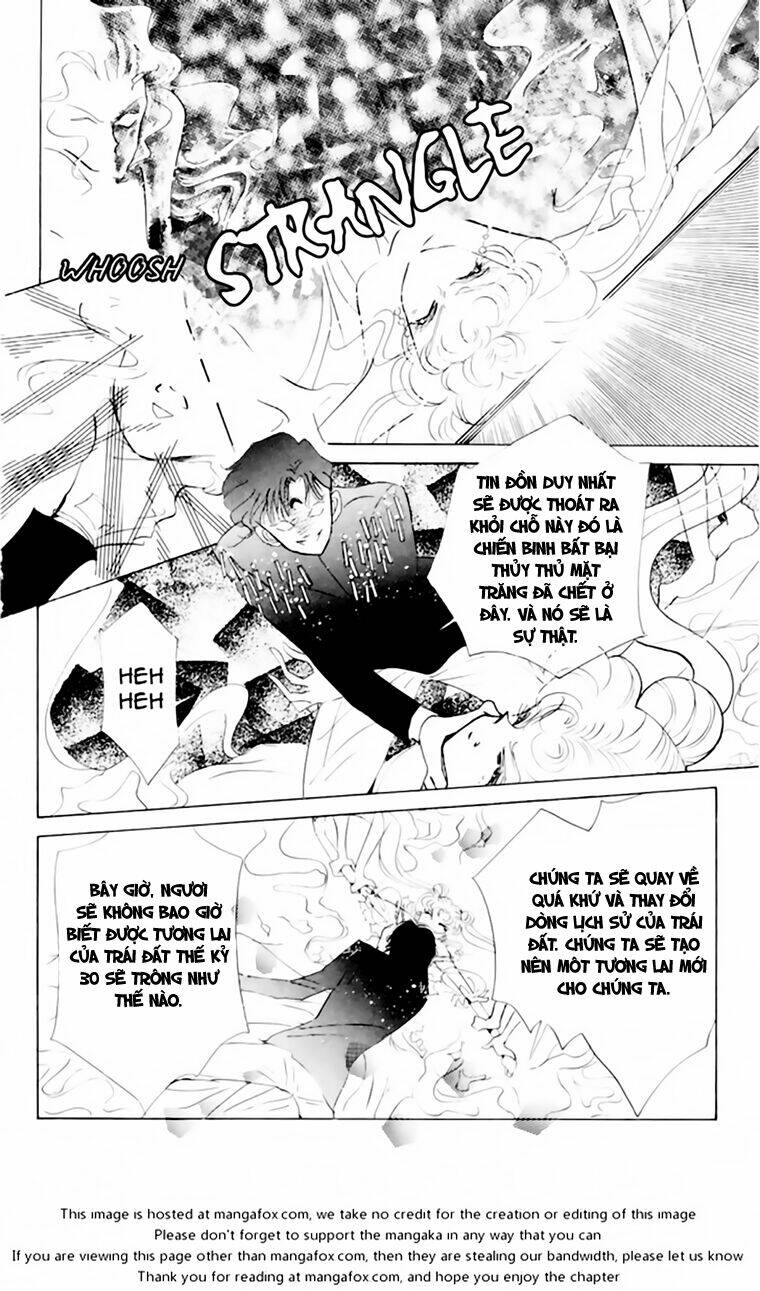 STRANGLE
WHOOSH
TIN ĐỒN DUY NHẤT
SẼ ĐƯỢC THOÁT RA
KHỎI CHỖ NÀY ĐÓ LÀ
CHIẾN BINH BẤT BẠI
THỦY THỦ MẶT
TRĂNG ĐÃ CHẾT Ở
ĐÂY. VÀ NÓ SẼ LÀ
SỰ THẬT.
HEH
HEH
CHÚNG TA SẼ QUAY VỀ
QUÁ KHỨ VÀ THAY ĐỔI
DÒNG LỊCH SỬ CỦA TRÁI
ĐẤT. CHÚNG TA SẼ TẠO
NÊN MÔT TƯƠNG LAI MỚI
CHO CHÚNG TA.
BÂY GIỜ, NGƯƠI
SẼ KHÔNG BAO GIỜ
BIẾT ĐƯỢC TƯƠNG LAI
CỦA TRÁI ĐẤT THẾ KỶ
30 SẼ TRÔNG NHƯ
THẾ NÀO.
This image is hosted at mangafox.com, we take no credit for the creation or editing of this image
Please don't forget to support the mangaka in any way that you can
If you are viewing this page other than mangafox.com, then they are stealing our bandwidth, please let us know
Thank you for reading at mangafox.com, and hope you enjoy the chapter